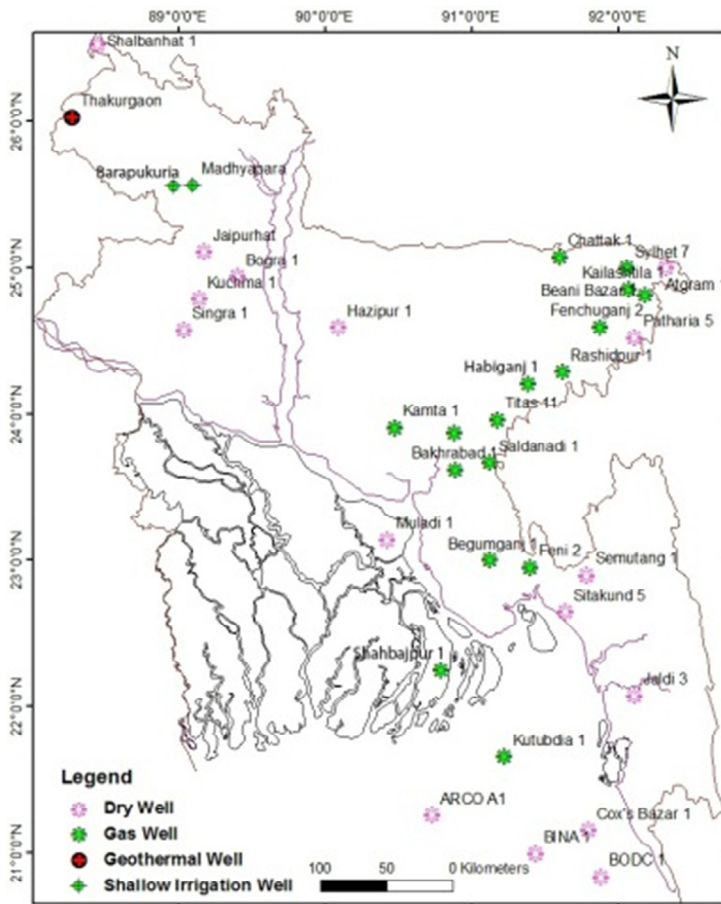 89°0'0"E 90°0'0"E 91°0'0"E 92°0'0"E
Shalbanhat 1
N
Thakurgaon
26°0'0"N
Barapukuria Madhyapara
Jaipurhat
Chattak 1
Sylhet 7
25°0'0"N
Bogra 1
Kailashtila 1
Kuchma 1
Beani Bazar 1
Atgram 1
Singra 1
Hazipur 1
Fenchuganj 2
Patharia 5
Rashidpur 1
Habiganj 1
24°0'0"N
Kamta 1
Titas 11
Bakhrabad 1
Saldanadi 1
Muladi 1
Begumganj 1
Feni 2
Semutang 1
23°0'0"N
Sitakund 5
Shahbajpur 1
Jaldi 3
22°0'0"N
Kutubdia 1
Legend
Dry Well
Gas Well
Geothermal Well
Shallow Irrigation Well
ARCO A1
Cox's Bazar 1
BINA 1
BODC 1
21°0'0"N
100 50 0 Kilometers